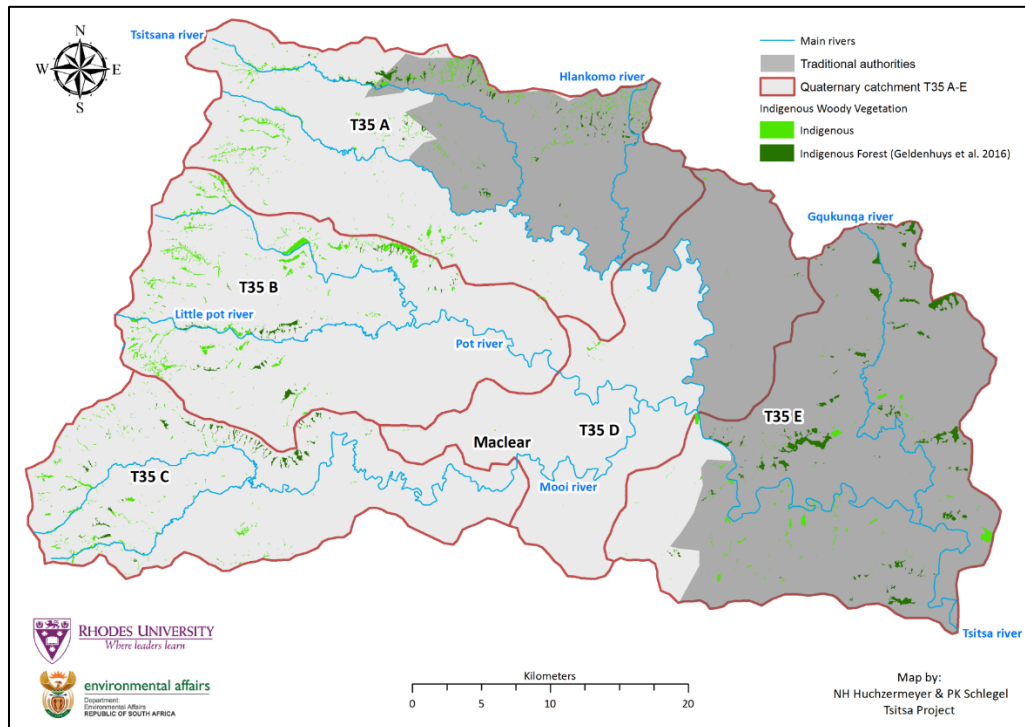 N
W
E
S
Tsitsana river
Hlankomo river
Main rivers
Traditional authorities
Quaternary catchment T35 A-E
Indigenous Woody Vegetation
Indigenous
Indigenous Forest (Geldenhuys et al. 2016)
T35 A
Gqukunqa river
T35 B
Little pot river
Pot river
T35 E
T35 D
Maclear
T35 C
Mooi river
Tsitsa river
RHODES UNIVERSITY
Where leaders learn
environmental affairs
Department:
Environmental Affairs
REPUBLIC OF SOUTH AFRICA
Kilometers
0 5 10 20
Map by:
NH Huchzermeyer & PK Schlegel
Tsitsa Project